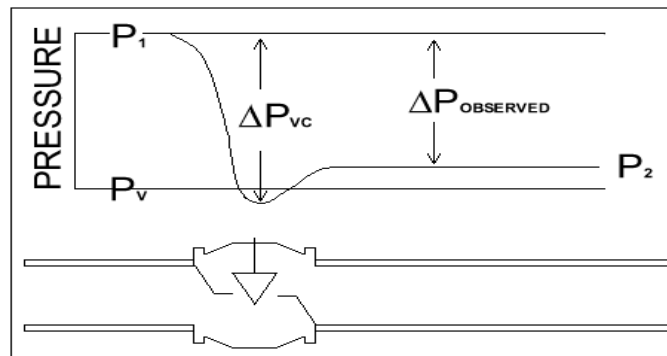 PRESSURE
P1
ΔPVC
ΔPOBSERVED
PV
P2